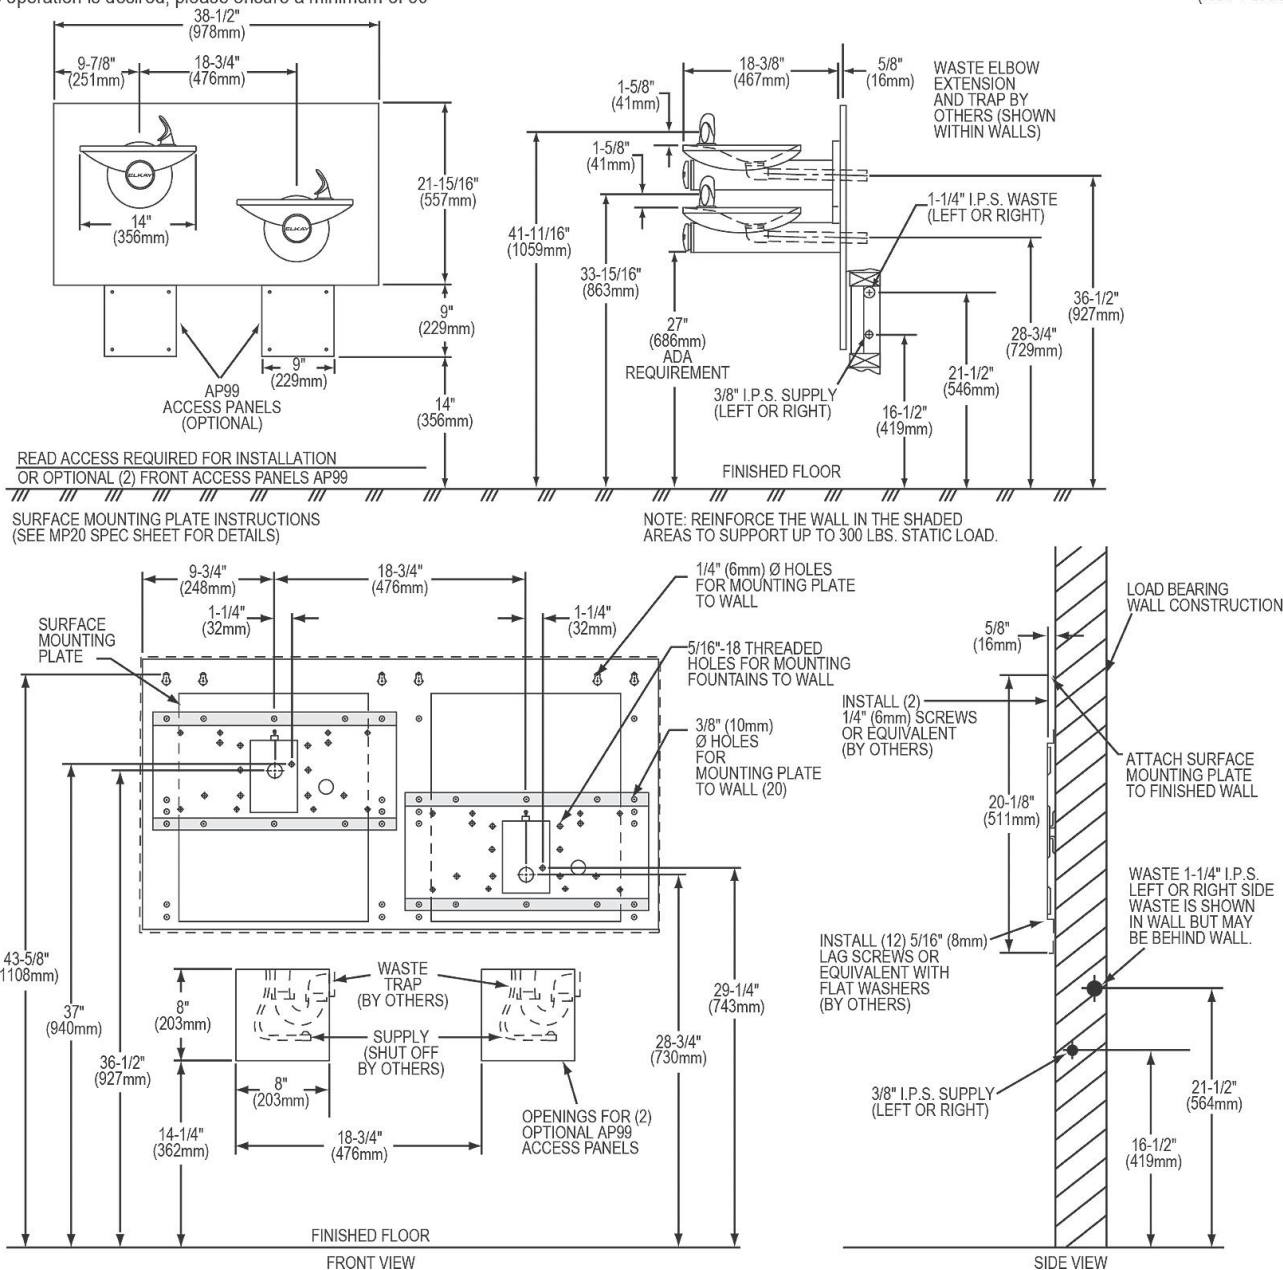 operation is desired, please ensure a minimum of
38-1/2"
(978mm)
9-7/8"
(251mm)
18-3/4"
(476mm)
ELKAY
14"
(356mm)
ELKAY
21-15/16"
(557mm)
9"
(229mm)
9"
(229mm)
AP99
ACCESS PANELS
(OPTIONAL)
14"
(356mm)
READ ACCESS REQUIRED FOR INSTALLATION
OR OPTIONAL (2) FRONT ACCESS PANELS AP99
18-3/8"
(467mm)
5/8"
(16mm)
WASTE ELBOW
EXTENSION
AND TRAP BY
OTHERS (SHOWN
WITHIN WALLS)
1-5/8"
(41mm)
1-5/8"
(41mm)
1-1/4" I.P.S. WASTE
(LEFT OR RIGHT)
41-11/16"
(1059mm)
33-15/16"
(863mm)
27"
(686mm)
ADA
REQUIREMENT
36-1/2"
(927mm)
28-3/4"
(729mm)
21-1/2"
(546mm)
3/8" I.P.S. SUPPLY
(LEFT OR RIGHT)
16-1/2"
(419mm)
FINISHED FLOOR
SURFACE MOUNTING PLATE INSTRUCTIONS
(SEE MP20 SPEC SHEET FOR DETAILS)
NOTE: REINFORCE THE WALL IN THE SHADED
AREAS TO SUPPORT UP TO 300 LBS. STATIC LOAD.
9-3/4"
(248mm)
18-3/4"
(476mm)
1-1/4"
(32mm)
1-1/4"
(32mm)
SURFACE
MOUNTING
PLATE
1/4" (6mm) Ø HOLES
FOR MOUNTING PLATE
TO WALL
5/16"-18 THREADED
HOLES FOR MOUNTING
FOUNTAINS TO WALL
3/8" (10mm)
Ø HOLES
FOR
MOUNTING PLATE
TO WALL (20)
43-5/8"
1108mm)
37"
(940mm)
36-1/2"
(927mm)
8"
(203mm)
WASTE
TRAP
(BY OTHERS)
SUPPLY
(SHUT OFF
BY OTHERS)
8"
(203mm)
14-1/4"
(362mm)
18-3/4"
(476mm)
OPENINGS FOR (2)
OPTIONAL AP99
ACCESS PANELS
28-3/4"
(730mm)
29-1/4"
(743mm)
FINISHED FLOOR
FRONT VIEW
LOAD BEARING
WALL CONSTRUCTION
5/8"
(16mm)
INSTALL (2)
1/4" (6mm) SCREWS
OR EQUIVALENT
(BY OTHERS)
ATTACH SURFACE
MOUNTING PLATE
TO FINISHED WALL
20-1/8"
(511mm)
WASTE 1-1/4" I.P.S.
LEFT OR RIGHT SIDE
WASTE IS SHOWN
IN WALL BUT MAY
BE BEHIND WALL.
INSTALL (12) 5/16" (8mm)
LAG SCREWS OR
EQUIVALENT WITH
FLAT WASHERS
(BY OTHERS)
3/8" I.P.S. SUPPLY
(LEFT OR RIGHT)
21-1/2"
(564mm)
16-1/2"
(419mm)
SIDE VIEW